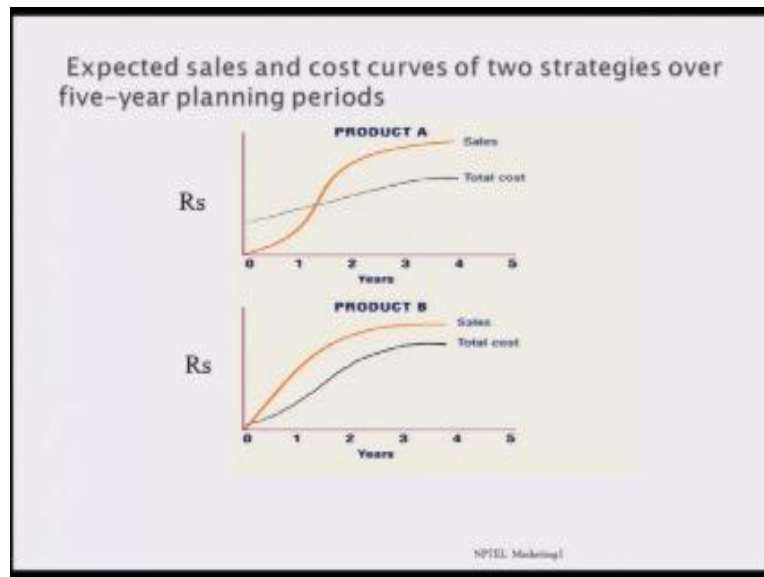 Expected sales and cost curves of two strategies over
five-year planning periods
PRODUCT A
Sales
Total cost
Rs
0 1 2 3 4 5
Years
PRODUCT B
Sales
Total cost
Rs
0 1 2 3 4 5
Years
NPTEL Marketing1